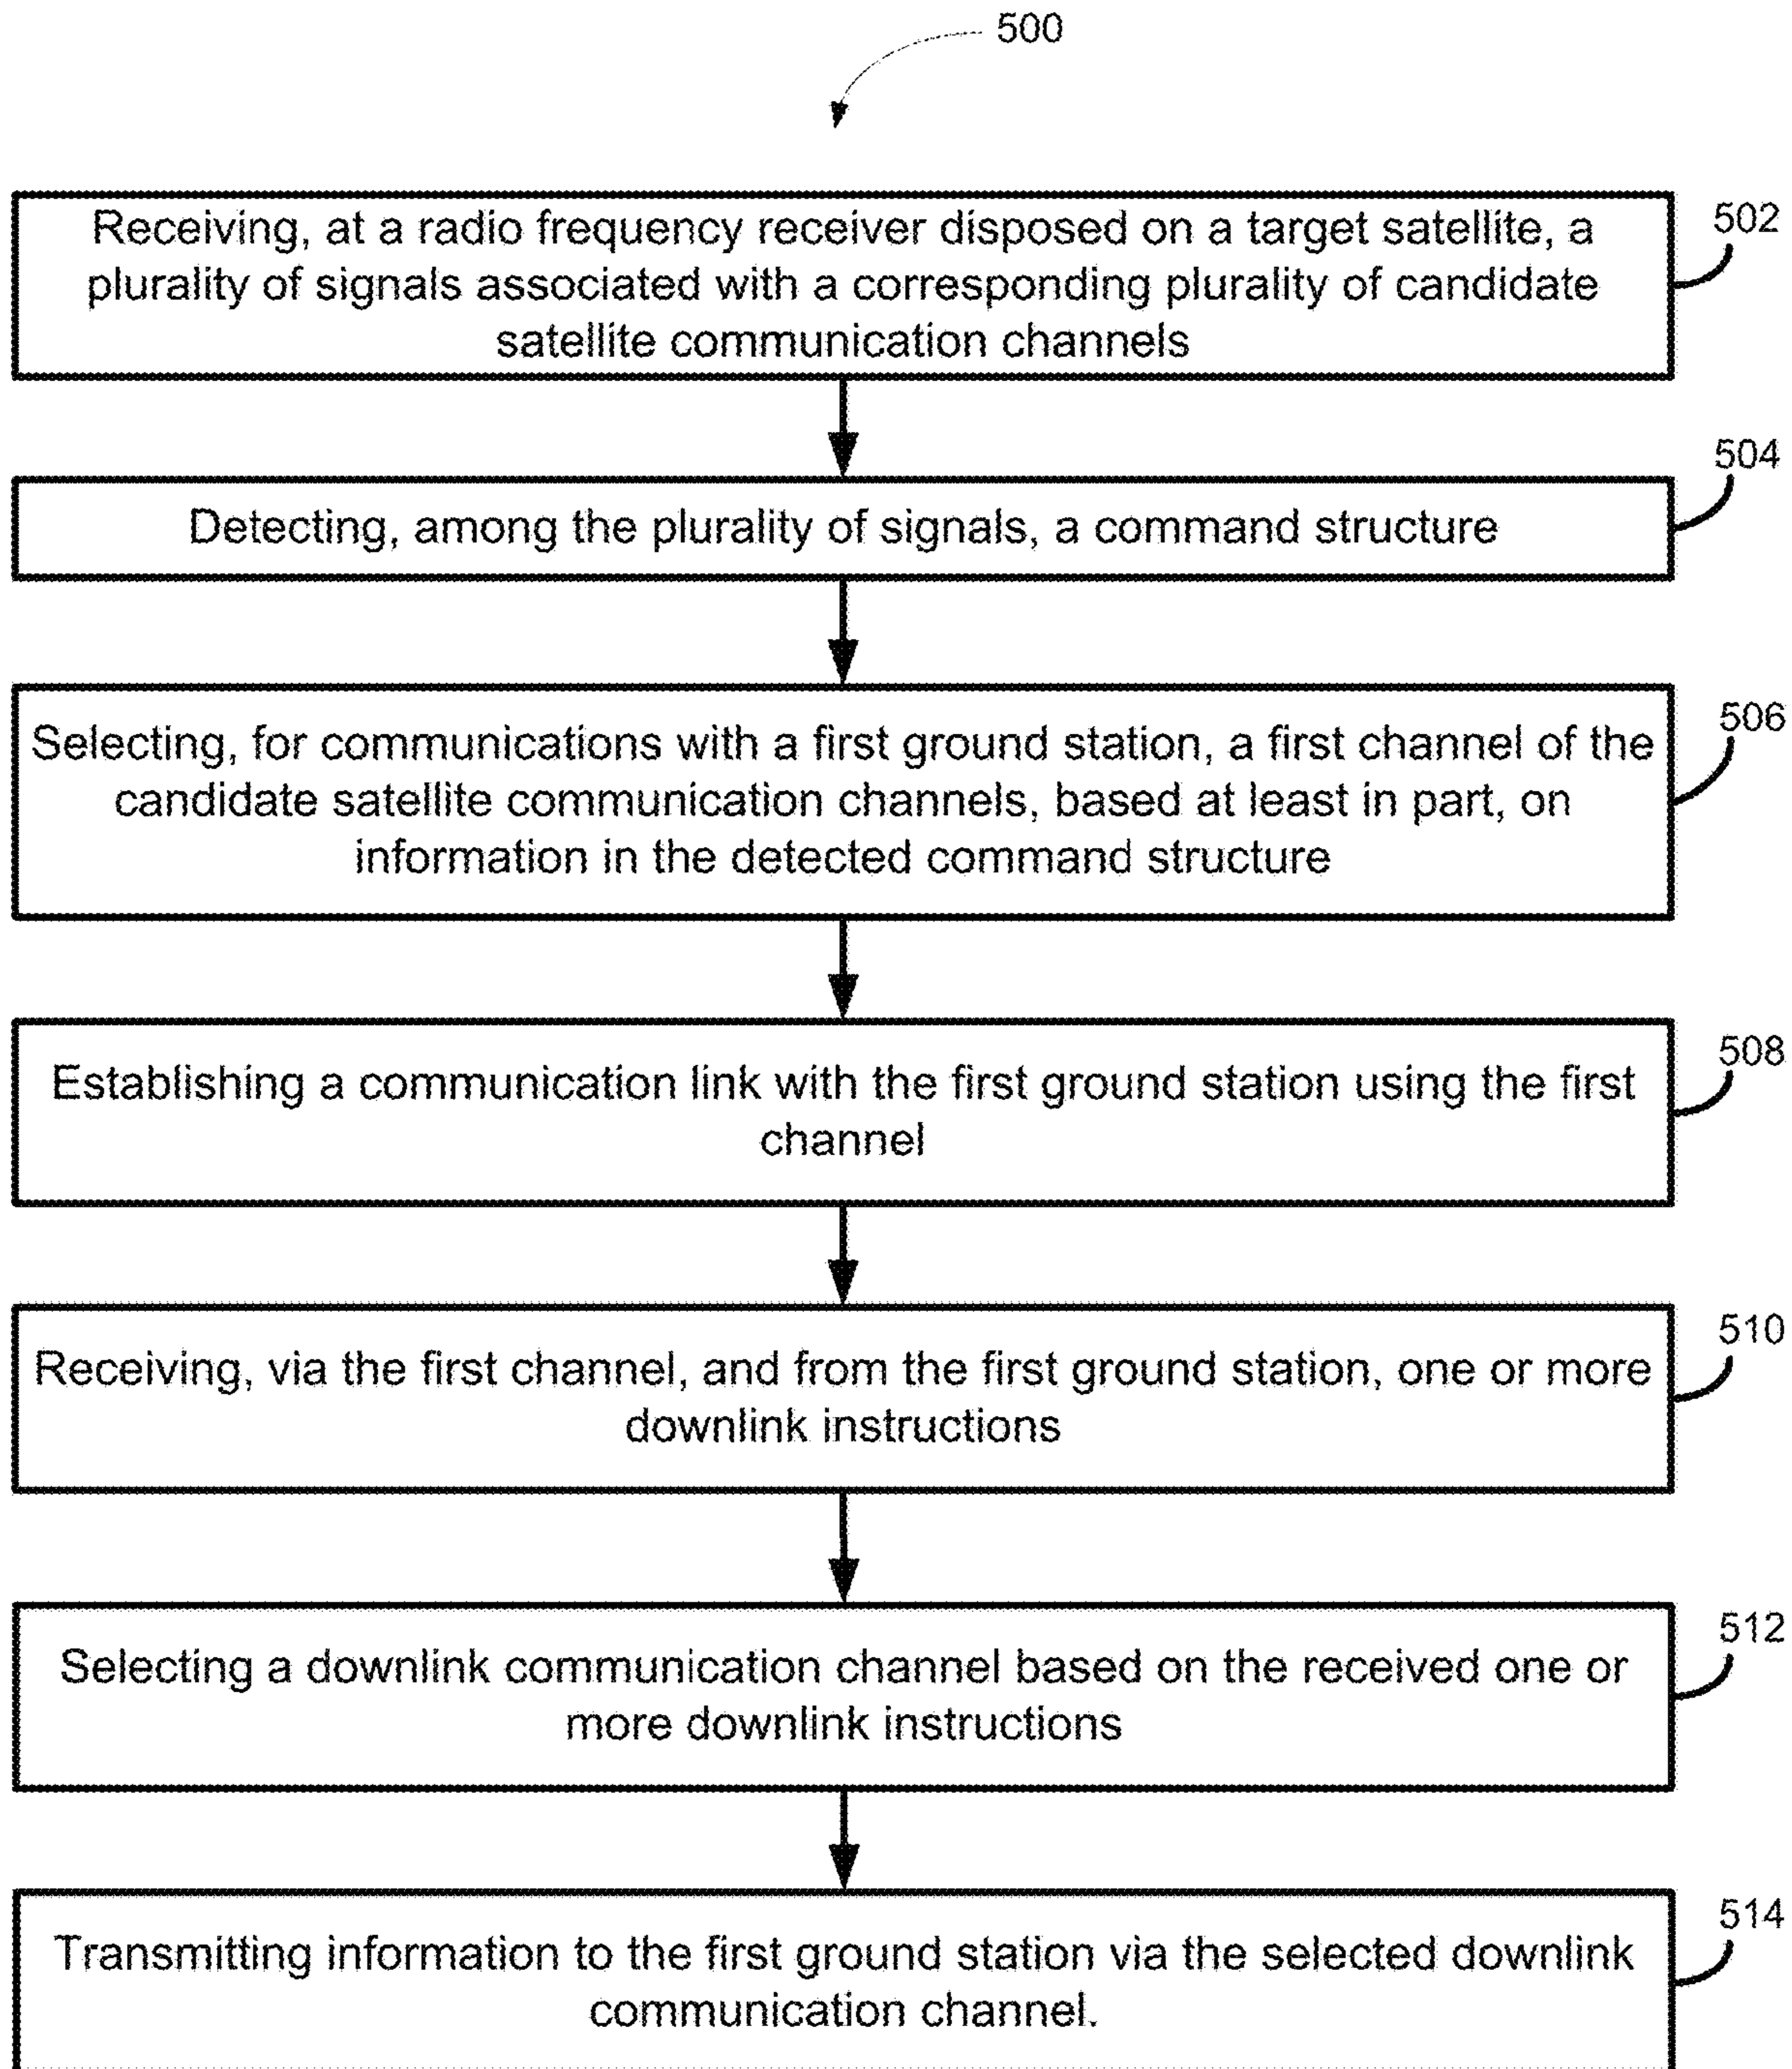 500
Receiving, at a radio frequency receiver disposed on a target satellite, a
plurality of signals associated with a corresponding plurality of candidate
satellite communication channels
502
Detecting, among the plurality of signals, a command structure
504
Selecting, for communications with a first ground station, a first channel of the
candidate satellite communication channels, based at least in part, on
information in the detected command structure
506
Establishing a communication link with the first ground station using the first
channel
508
Receiving, via the first channel, and from the first ground station, one or more
downlink instructions
510
Selecting a downlink communication channel based on the received one or
more downlink instructions
512
Transmitting information to the first ground station via the selected downlink
communication channel.
514